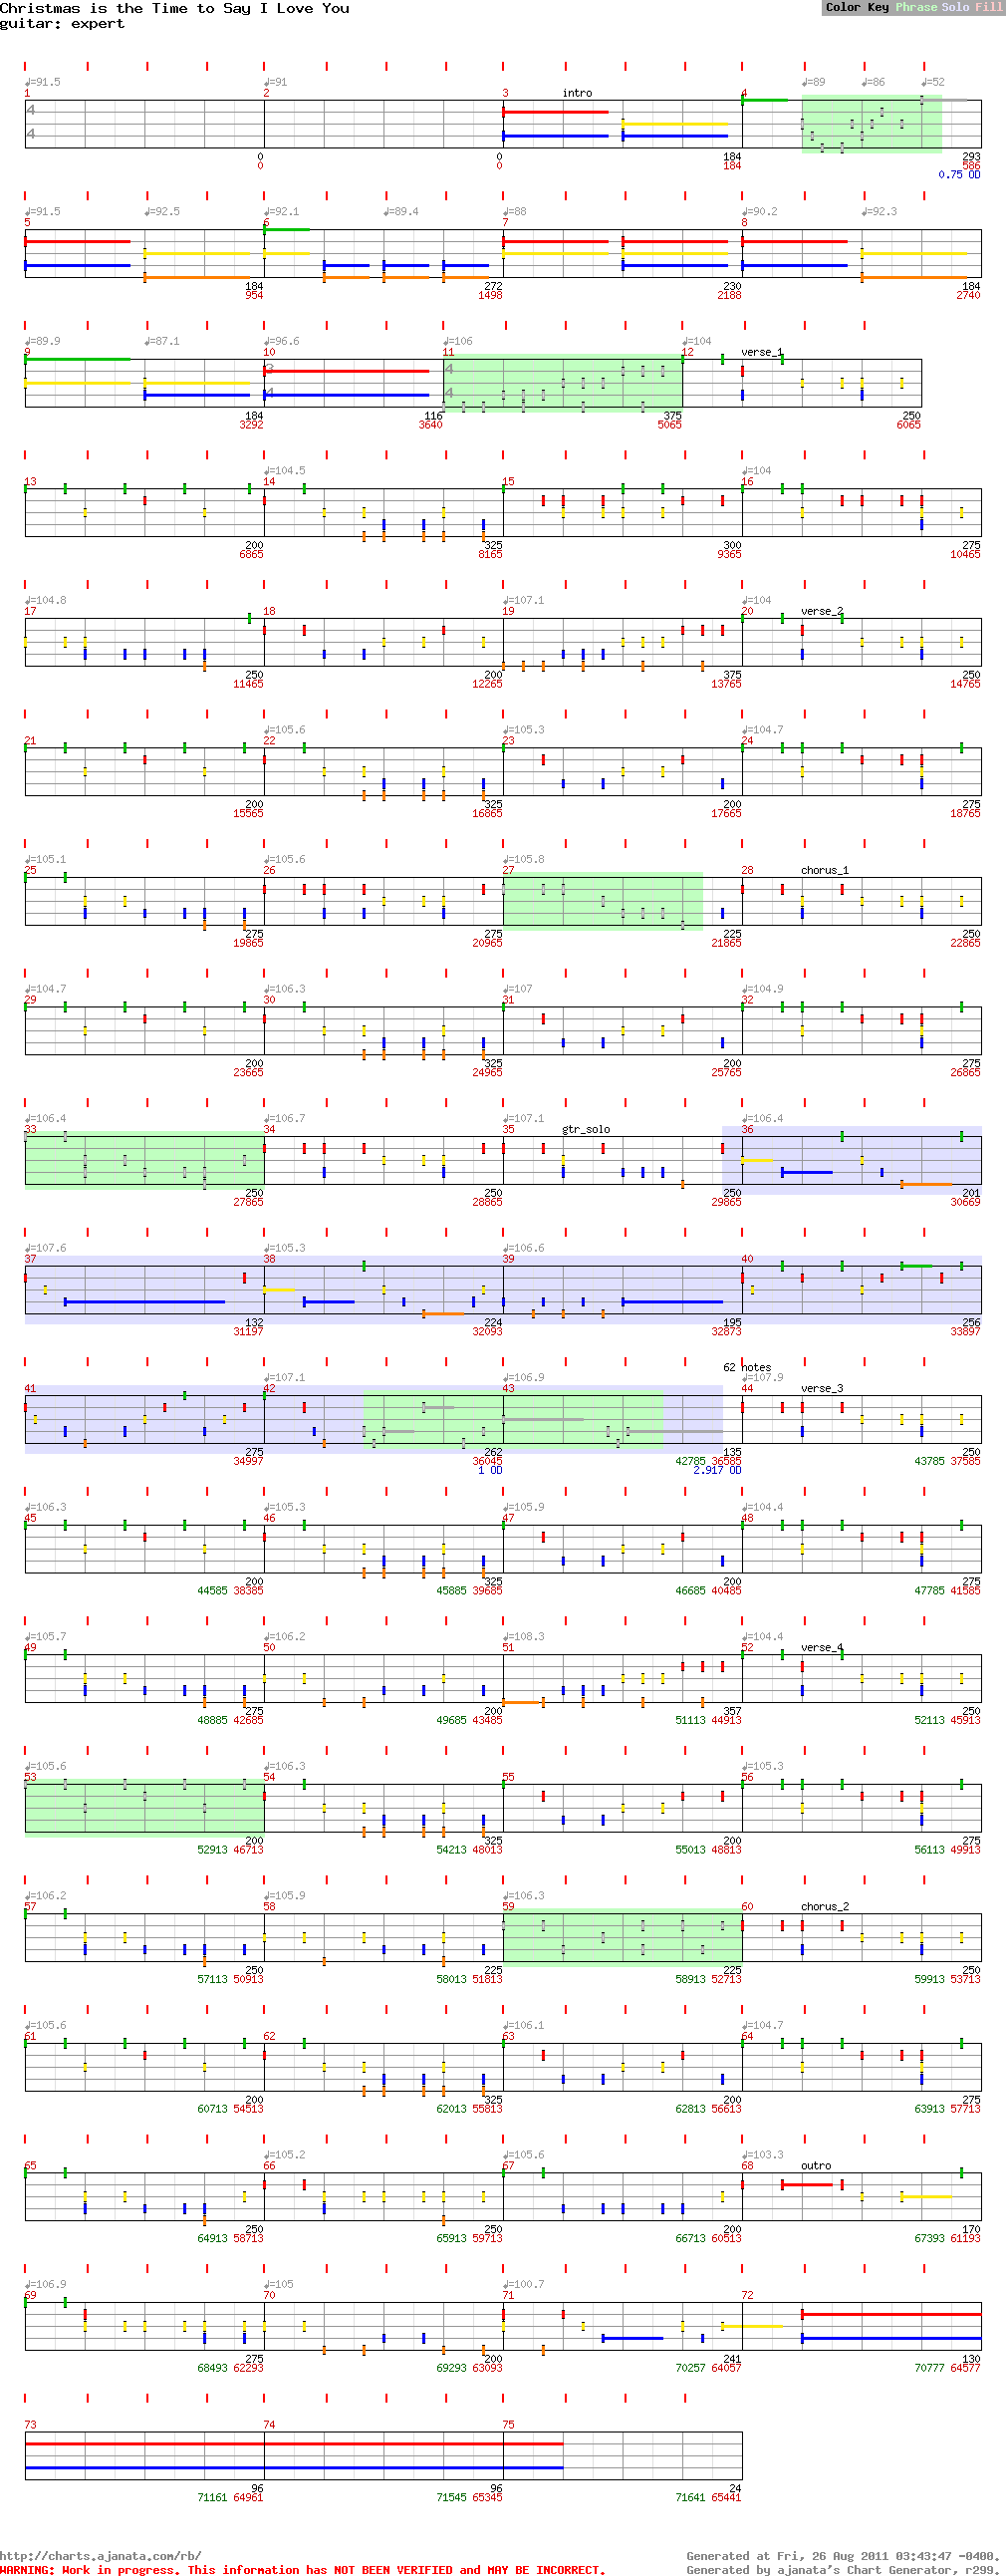 Christmas is the Time to Say I Love You
guitar: expert
Color Key Phrase Solo Fill
♩=91.5 ♩=91 ♩=89 ♩=86 ♩=52
1 2 3 intro 4
4
4
0 0 184 293
0 0 184 586
0.75 OD
♩=91.5 ♩=92.5 ♩=92.1 ♩=89.4 ♩=88 ♩=90.2 ♩=92.3
5 6 7 8
184 272 230 184
954 1498 2188 2740
♩=89.9 ♩=87.1 ♩=96.6 ♩=106 ♩=104
9 10 11 12 verse_1
3 4
4 4
184 116 375 250
3292 3640 5065 6065
♩=104.5 ♩=104
13 14 15 16
200 325 300 275
6865 8165 9365 10465
♩=104.8 ♩=107.1 ♩=104
17 18 19 20 verse_2
250 200 375 250
11465 12265 13765 14765
♩=105.6 ♩=105.3 ♩=104.7
21 22 23 24
200 325 200 275
15565 16865 17665 18765
♩=105.1 ♩=105.6 ♩=105.8
25 26 27 28 chorus_1
275 275 225 250
19865 20965 21865 22865
♩=104.7 ♩=106.3 ♩=107 ♩=104.9
29 30 31 32
200 325 200 275
23665 24965 25765 26865
♩=106.4 ♩=106.7 ♩=107.1 ♩=106.4
33 34 35 gtr_solo 36
250 250 250 201
27865 28865 29865 30669
♩=107.6 ♩=105.3 ♩=106.6
37 38 39 40
132 224 195 256
31197 32093 32873 33897
62 notes
♩=107.1 ♩=106.9 ♩=107.9
41 42 43 44 verse_3
275 262 135 250
34997 36045 42785 36585 43785 37585
1 OD 2.917 OD
♩=106.3 ♩=105.3 ♩=105.9 ♩=104.4
45 46 47 48
200 325 200 275
44585 38385 45885 39685 46685 40485 47785 41585
♩=105.7 ♩=106.2 ♩=108.3 ♩=104.4
49 50 51 52 verse_4
275 200 357 250
48885 42685 49685 43485 51113 44913 52113 45913
♩=105.6 ♩=106.3 ♩=105.3
53 54 55 56
200 325 200 275
52913 46713 54213 48013 55013 48813 56113 49913
♩=106.2 ♩=105.9 ♩=106.3
57 58 59 60 chorus_2
250 225 225 250
57113 50913 58013 51813 58913 52713 59913 53713
♩=105.6 ♩=106.1 ♩=104.7
61 62 63 64
200 325 200 275
60713 54513 62013 55813 62813 56613 63913 57713
♩=105.2 ♩=105.6 ♩=103.3
65 66 67 68 outro
250 250 200 170
64913 58713 65913 59713 66713 60513 67393 61193
♩=106.9 ♩=105 ♩=100.7
69 70 71 72
275 200 241 130
68493 62293 69293 63093 70257 64057 70777 64577
73 74 75
96 96 24
71161 64961 71545 65345 71641 65441
http://charts.ajanata.com/rb/
Generated at Fri, 26 Aug 2011 03:43:47 -0400.
WARNING: Work in progress. This information has NOT BEEN VERIFIED and MAY BE INCORRECT.
Generated by ajanata's Chart Generator, r299.